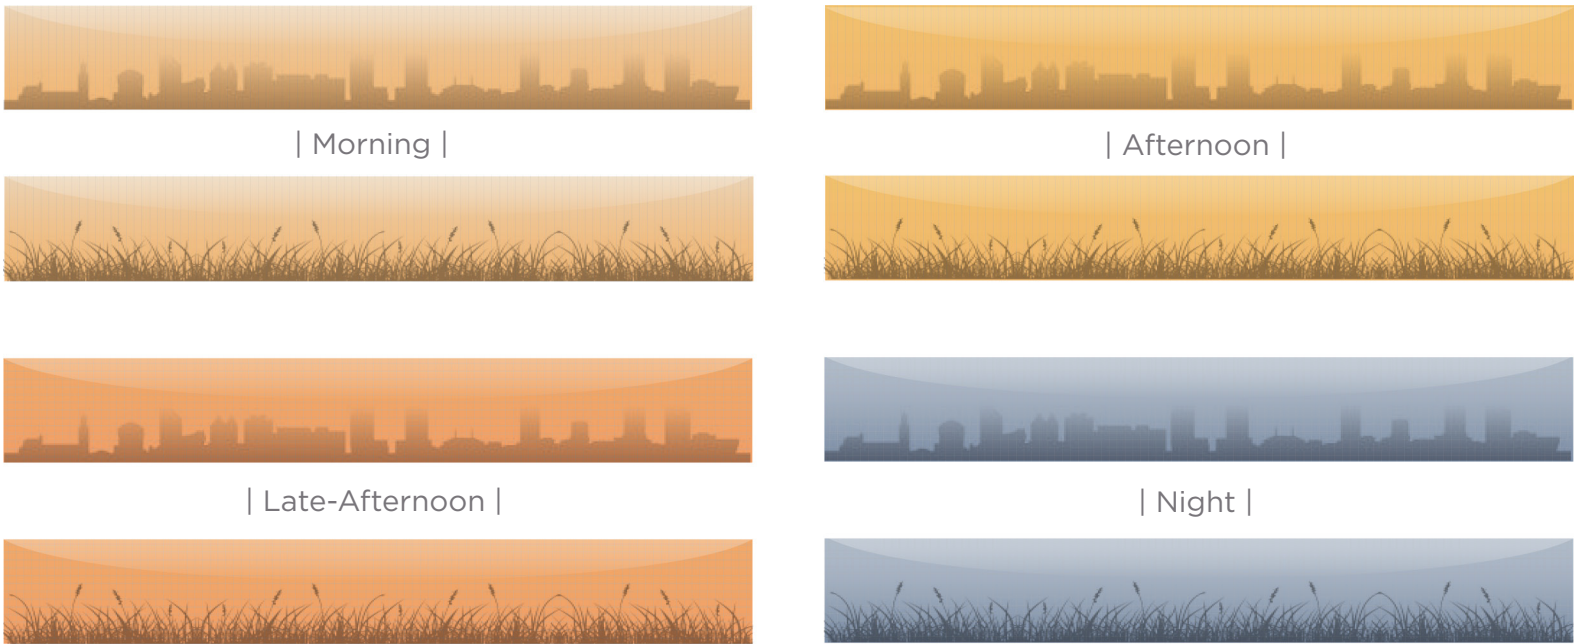 | Morning |
| Afternoon |
| Late-Afternoon |
| Night |